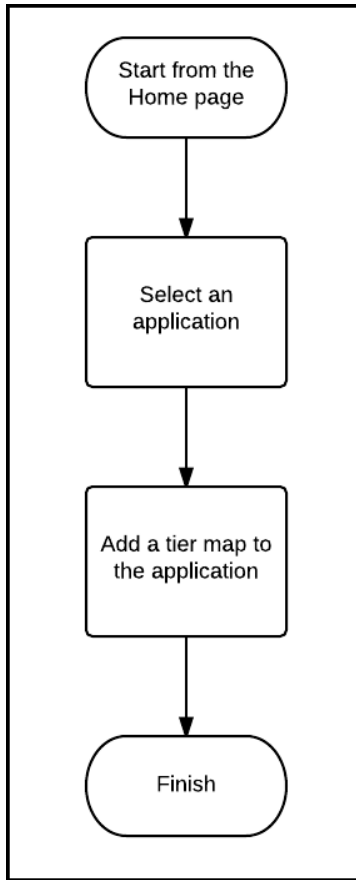 Start from the
Home page
Select an
application
Add a tier map to
the application
Finish